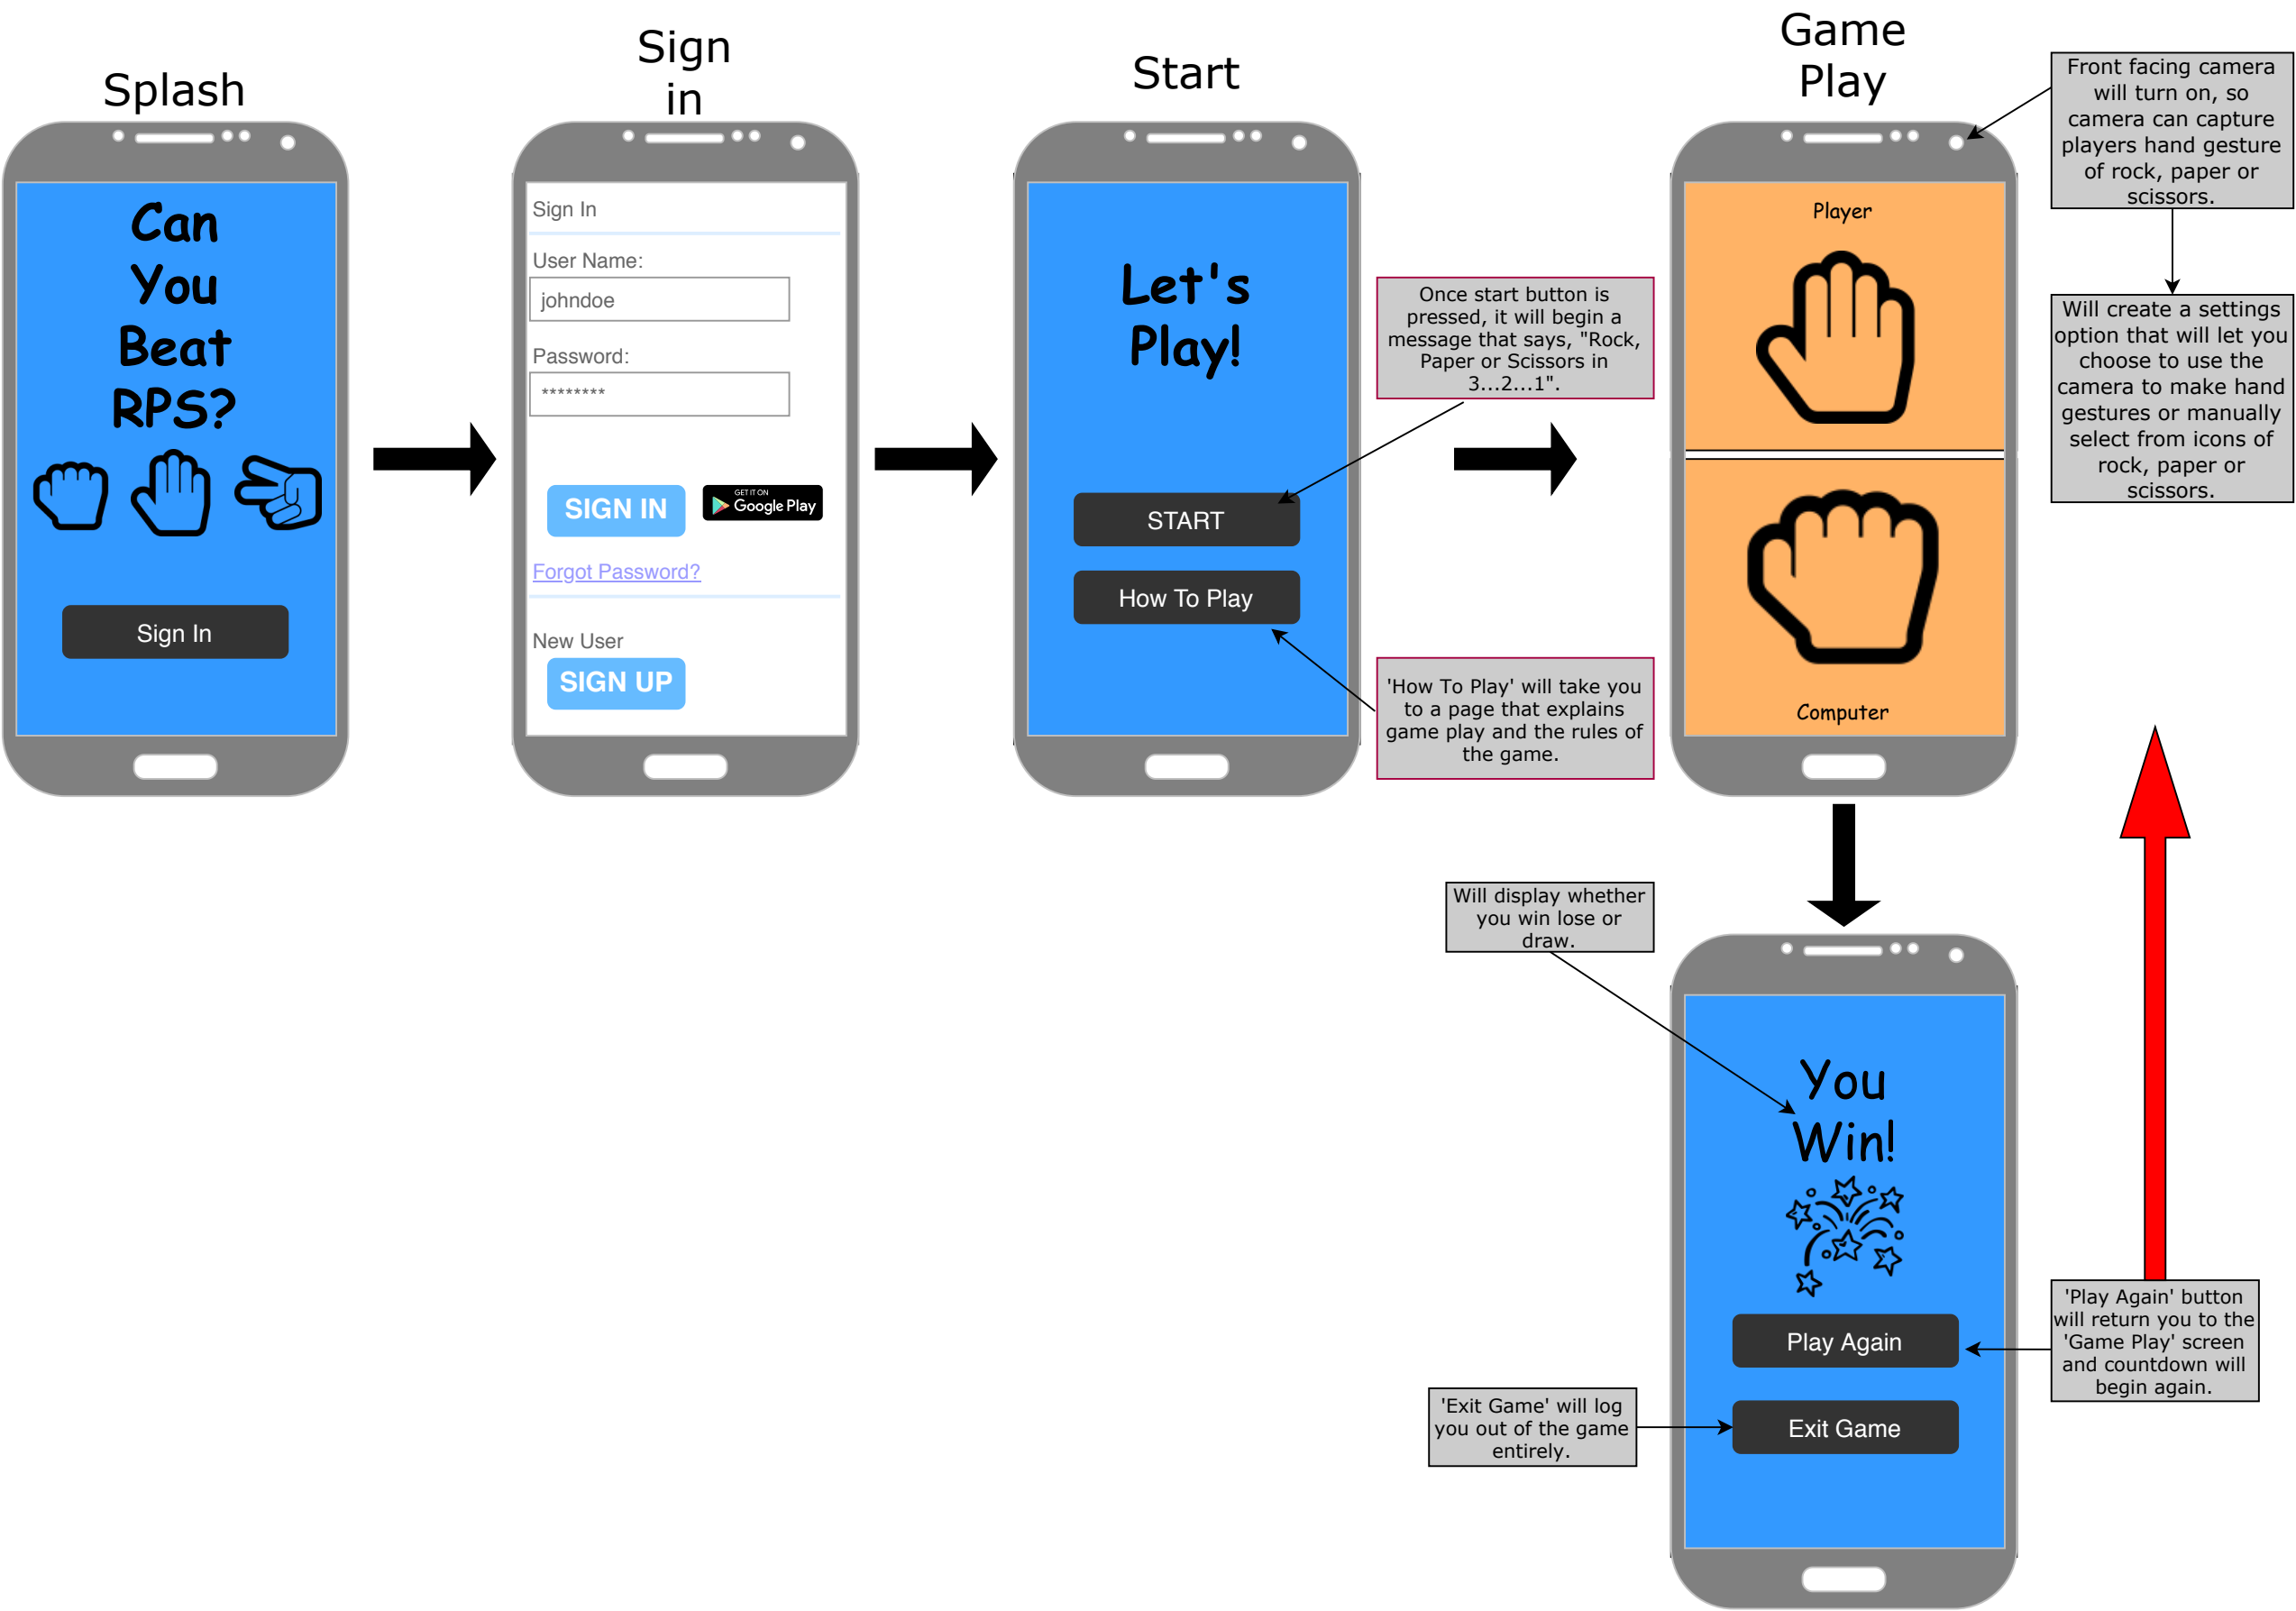 Splash
Can
You
Beat
RPS?
Sign In
Sign
in
Sign In
User Name:
johndoe
Password:
********
SIGN IN
GET IT ON
Google Play
Forgot Password?
New User
SIGN UP
Start
Let's
Play!
START
How To Play
Once start button is
pressed, it will begin a
message that says, "Rock,
Paper or Scissors in
3...2...1".
'How To Play' will take you
to a page that explains
game play and the rules of
the game.
Game
Play
Player
Computer
Front facing camera
will turn on, so
camera can capture
players hand gesture
of rock, paper or
scissors.
Will create a settings
option that will let you
choose to use the
camera to make hand
gestures or manually
select from icons of
rock, paper or
scissors.
Will display whether
you win lose or
draw.
You
Win!
Play Again
Exit Game
'Play Again' button
will return you to the
'Game Play' screen
and countdown will
begin again.
'Exit Game' will log
you out of the game
entirely.